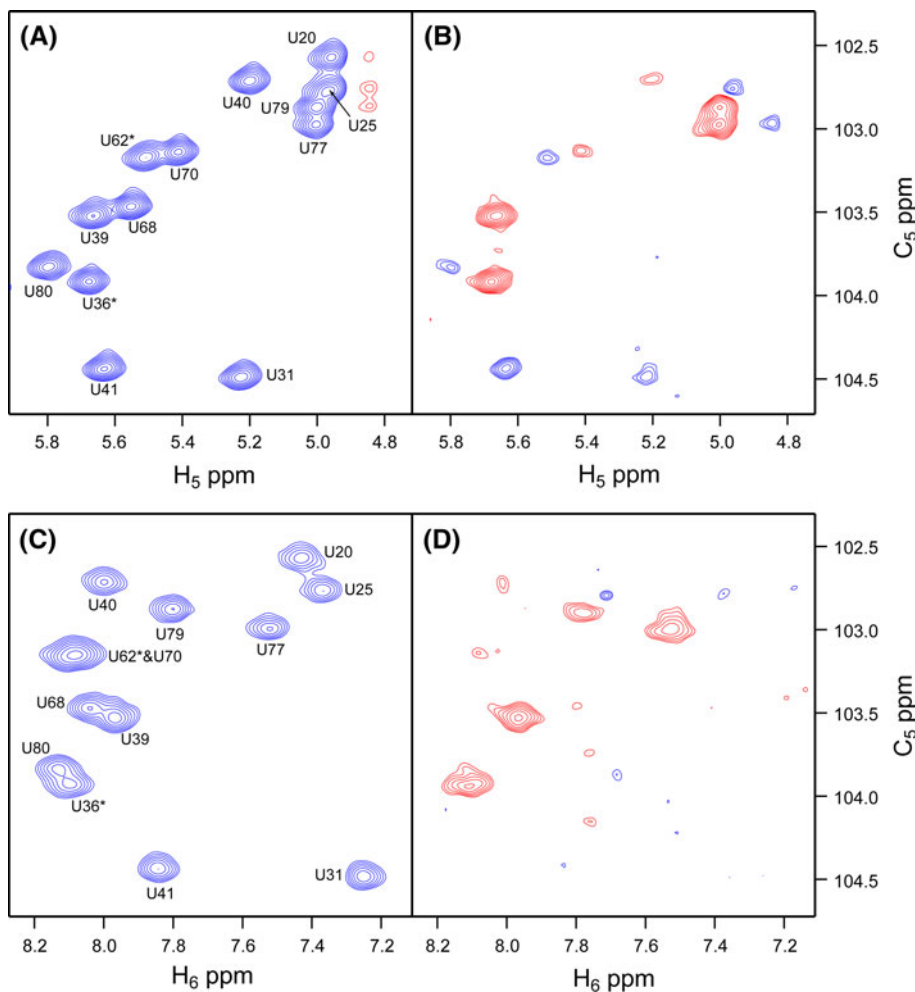 (A)
U20
U40
U79
U25
U77
U62*
U70
U39
U68
U80
U36*
U41
U31
5.8 5.6 5.4 5.2 5.0 4.8
H5 ppm
(B)
102.5
103.0
103.5
104.0
104.5
C5 ppm
5.8 5.6 5.4 5.2 5.0 4.8
H5 ppm
(C)
U20
U40
U25
U79
U77
U62*&U70
U68
U39
U80
U36*
U41
U31
8.2 8.0 7.8 7.6 7.4 7.2
H6 ppm
(D)
102.5
103.0
103.5
104.0
104.5
C5 ppm
8.2 8.0 7.8 7.6 7.4 7.2
H6 ppm